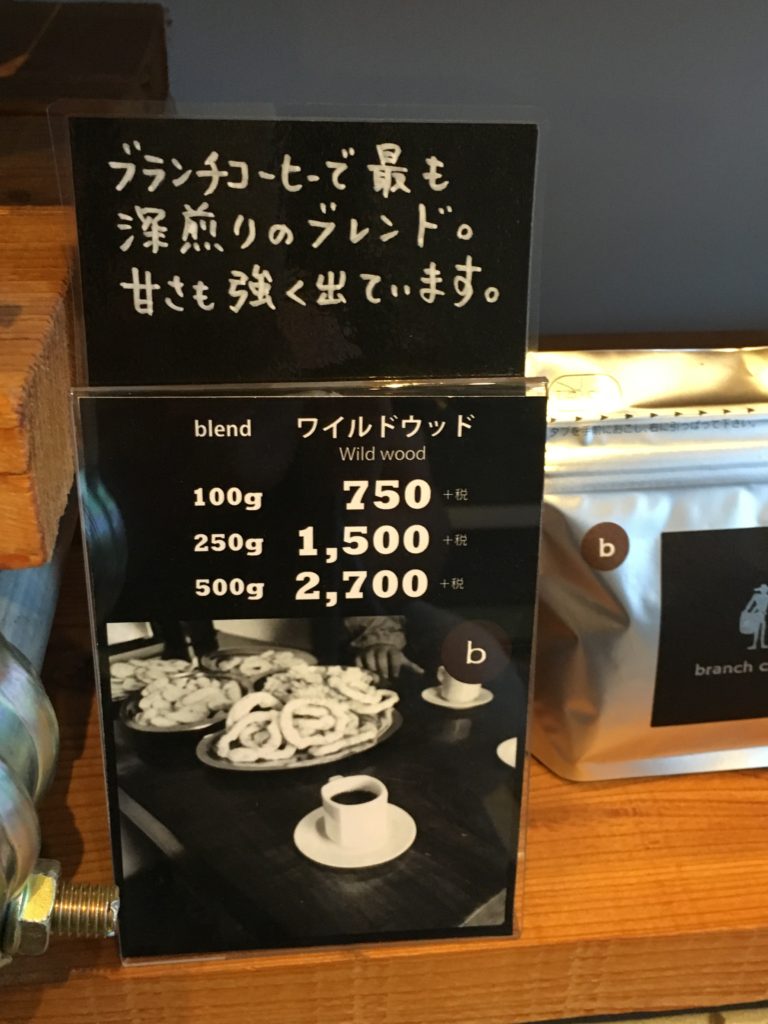 ブランチコーヒーで最も
深煎りのブレンド。
甘さも強く出ています。
blend ワイルドウッド
Wild wood
100g 750 +税
250g 1,500 +税
500g 2,700 +税
b
b
branch c